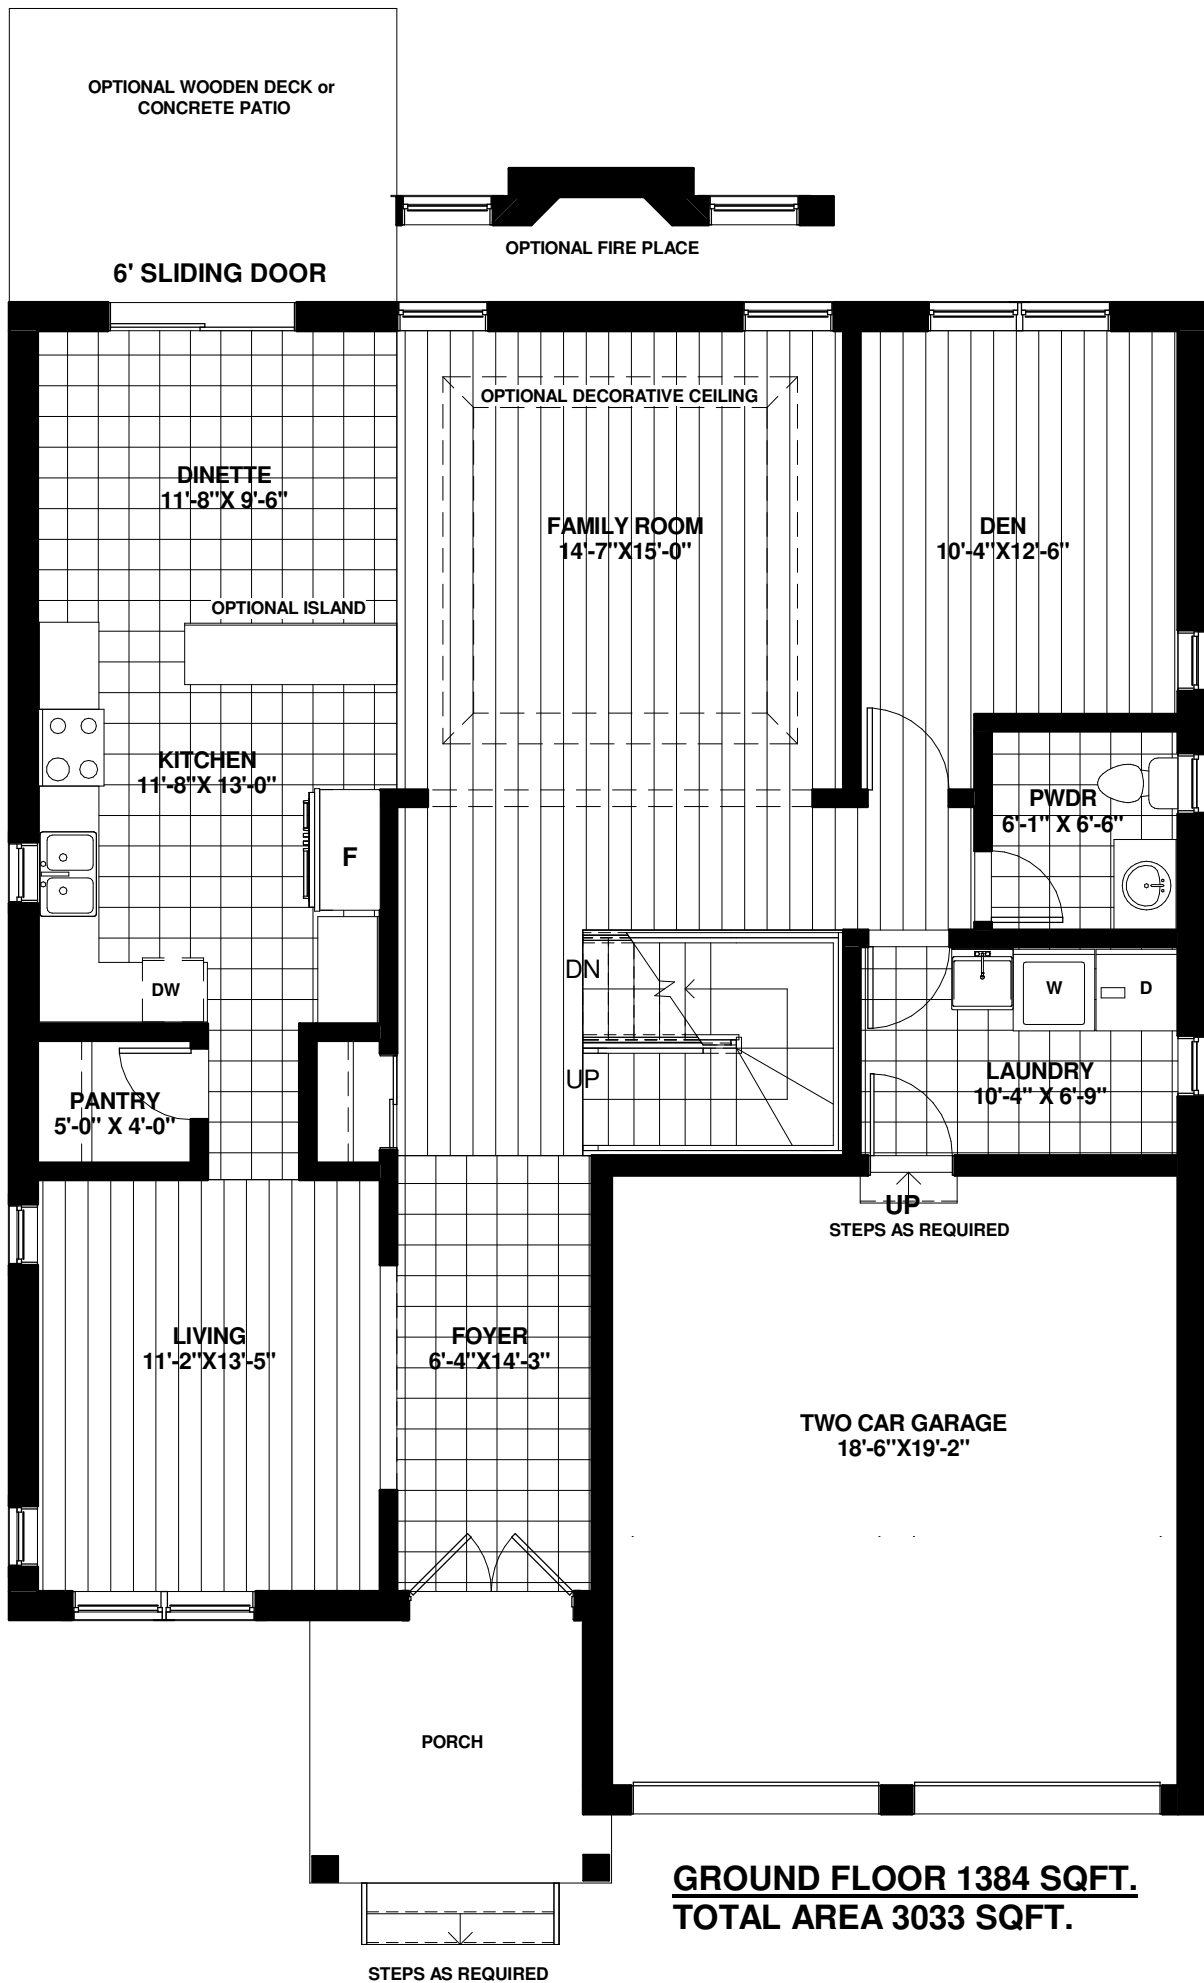 OPTIONAL WOODEN DECK or
CONCRETE PATIO
OPTIONAL FIRE PLACE
6' SLIDING DOOR
OPTIONAL DECORATIVE CEILING
DINETTE
11'-8"X 9'-6"
FAMILY ROOM
14'-7"X15'-0"
DEN
10'-4"X12'-6"
OPTIONAL ISLAND
KITCHEN
11'-8"X 13'-0"
F
PWDR
6'-1" X 6'-6"
DN
DW
W
D
UP
LAUNDRY
10'-4" X 6'-9"
PANTRY
5'-0" X 4'-0"
UP
STEPS AS REQUIRED
LIVING
11'-2"X13'-5"
FOYER
6'-4"X14'-3"
TWO CAR GARAGE
18'-6"X19'-2"
PORCH
GROUND FLOOR 1384 SQFT.
TOTAL AREA 3033 SQFT.
STEPS AS REQUIRED